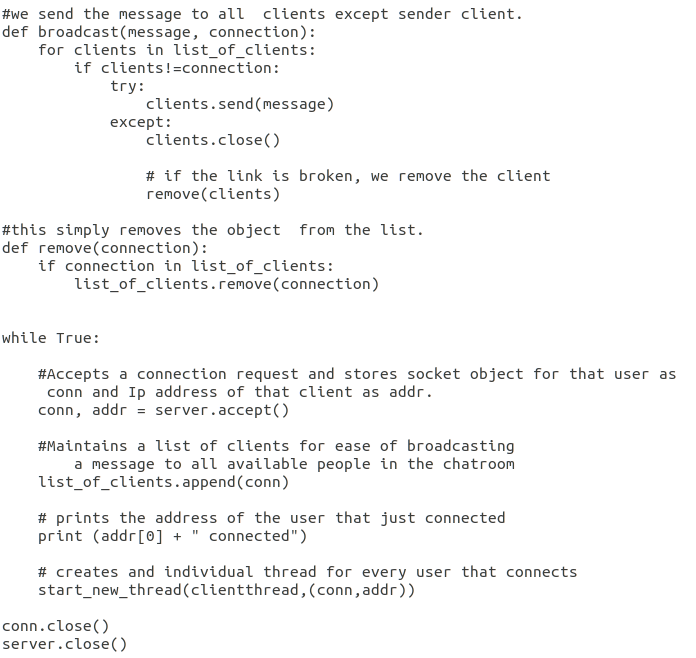 #we send the message to all  clients except sender client.
def broadcast(message, connection):
    for clients in list_of_clients:
        if clients!=connection:
            try:
                clients.send(message)
            except:
                clients.close()

                # if the link is broken, we remove the client
                remove(clients)

#this simply removes the object  from the list.
def remove(connection):
    if connection in list_of_clients:
        list_of_clients.remove(connection)


while True:

    #Accepts a connection request and stores socket object for that user as
     conn and Ip address of that client as addr.
    conn, addr = server.accept()

    #Maintains a list of clients for ease of broadcasting
        a message to all available people in the chatroom
    list_of_clients.append(conn)

    # prints the address of the user that just connected
    print (addr[0] + " connected")

    # creates and individual thread for every user that connects
    start_new_thread(clientthread,(conn,addr))

conn.close()
server.close()